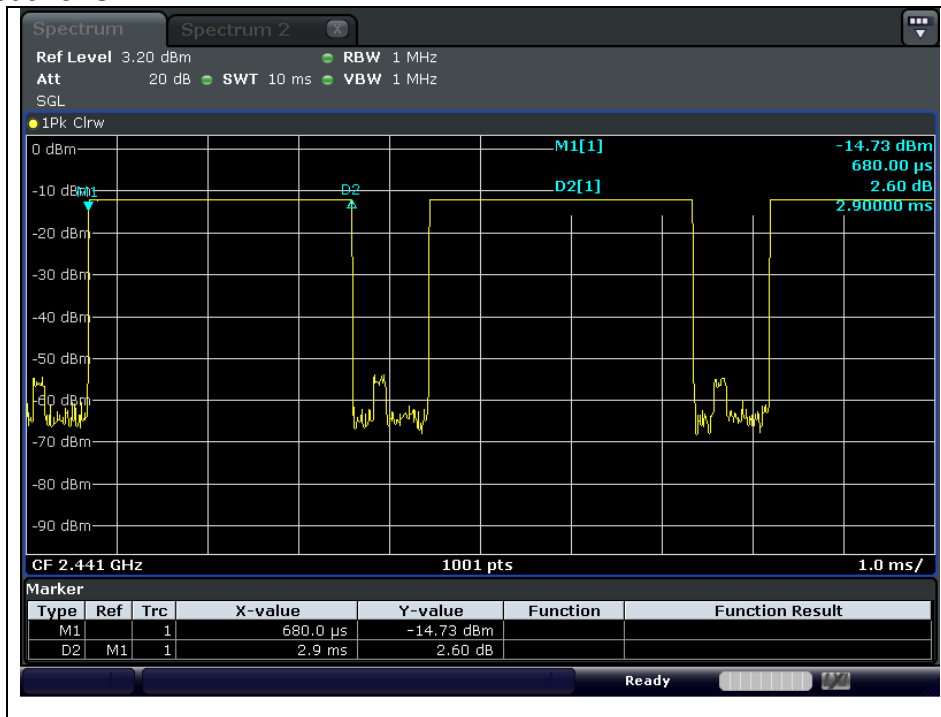 Spectrum Spectrum 2 X
Ref Level 3.20 dBm RBW 1 MHz
Att 20 dB SWT 10 ms VBW 1 MHz
SGL
1Pk Clrw
0 dBm M1[1] -14.73 dBm
680.00 µs
-10 dBm M1 D2 D2[1] 2.60 dB
2.90000 ms
-20 dBm
-30 dBm
-40 dBm
-50 dBm
-60 dBm
-70 dBm
-80 dBm
-90 dBm
CF 2.441 GHz 1001 pts 1.0 ms/
Marker
Type Ref Trc X-value Y-value Function Function Result
M1 1 680.0 µs -14.73 dBm
D2 M1 1 2.9 ms 2.60 dB
Ready